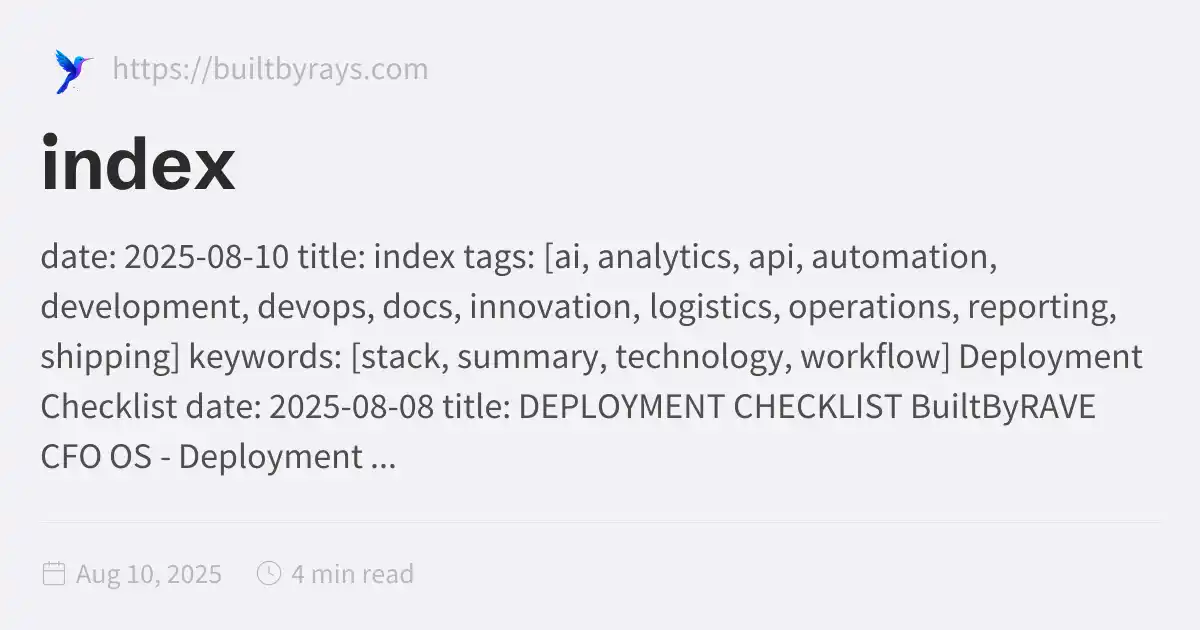 https://builtbyrays.com
index
date: 2025-08-10 title: index tags: [ai, analytics, api, automation,
development, devops, docs, innovation, logistics, operations, reporting,
shipping] keywords: [stack, summary, technology, workflow] Deployment
Checklist date: 2025-08-08 title: DEPLOYMENT CHECKLIST BuiltByRAVE
CFO OS - Deployment ...
Aug 10, 2025 4 min read